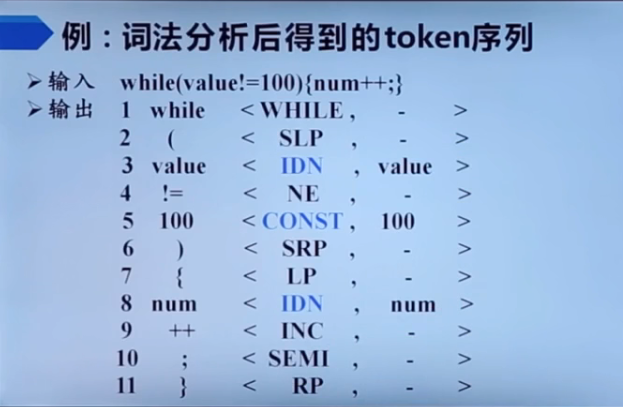 例：词法分析后得到的token序列
➢输入 while(value!=100){num++;}
➢输出 1 while < WHILE , - >
2 ( < SLP , - >
3 value < IDN , value >
4 != < NE , - >
5 100 < CONST , 100 >
6 ) < SRP , - >
7 { < LP , - >
8 num < IDN , num >
9 ++ < INC , - >
10 ; < SEMI , - >
11 } < RP , - >